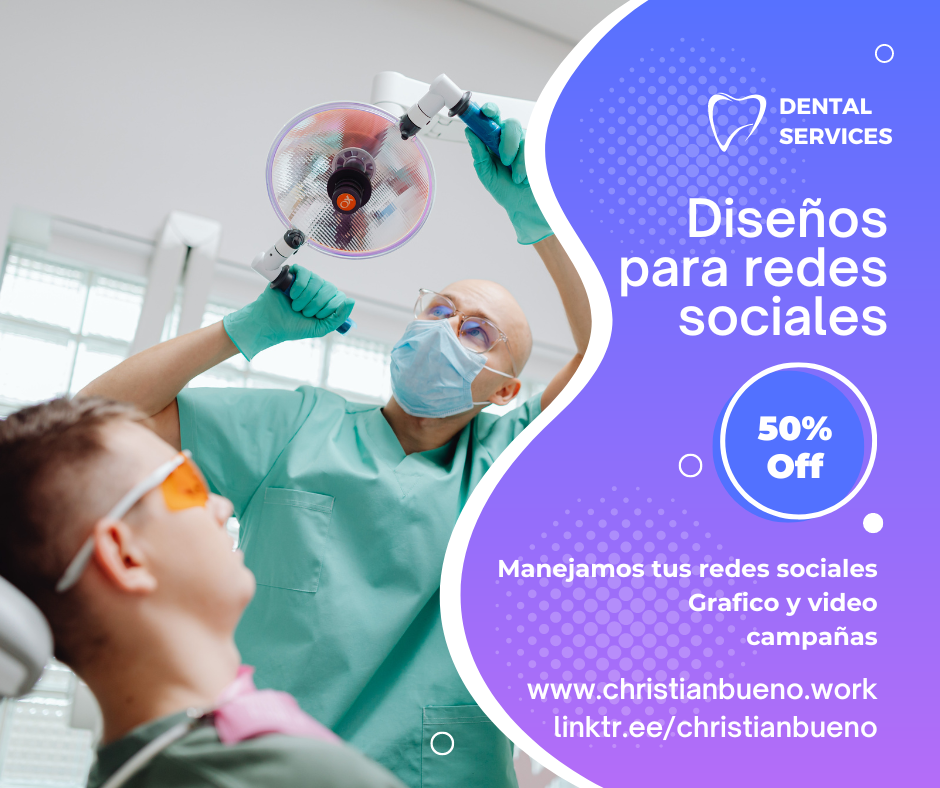 DENTAL
SERVICES
Diseños
para redes
sociales
50%
Off
Manejamos tus redes sociales
Grafico y video
campañas
www.christianbueno.work
linktr.ee/christianbueno